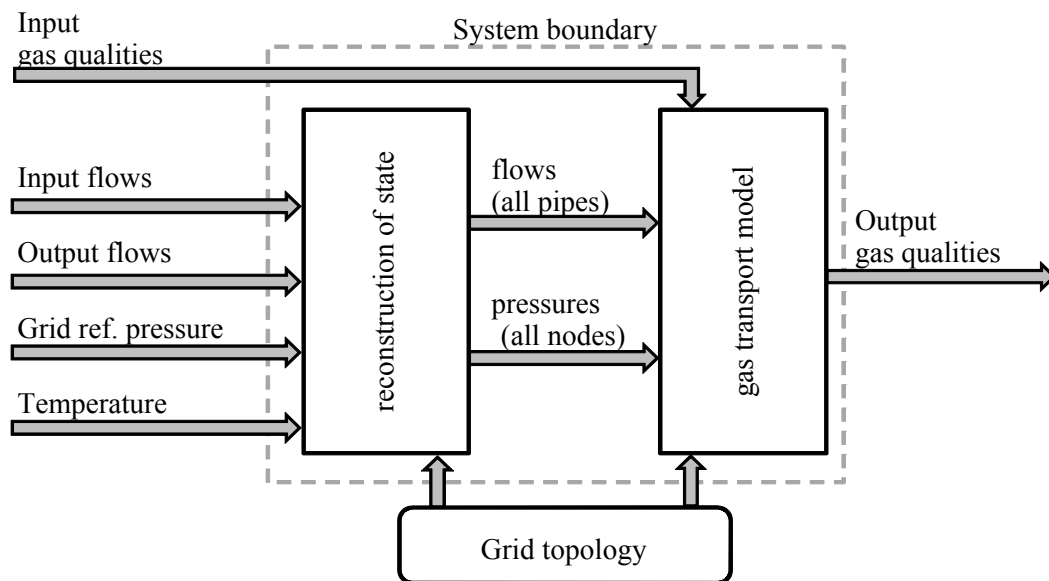 Input
gas qualities
System boundary
Input flows
Output flows
Grid ref. pressure
Temperature
reconstruction of state
flows
(all pipes)
pressures
(all nodes)
gas transport model
Output
gas qualities
Grid topology